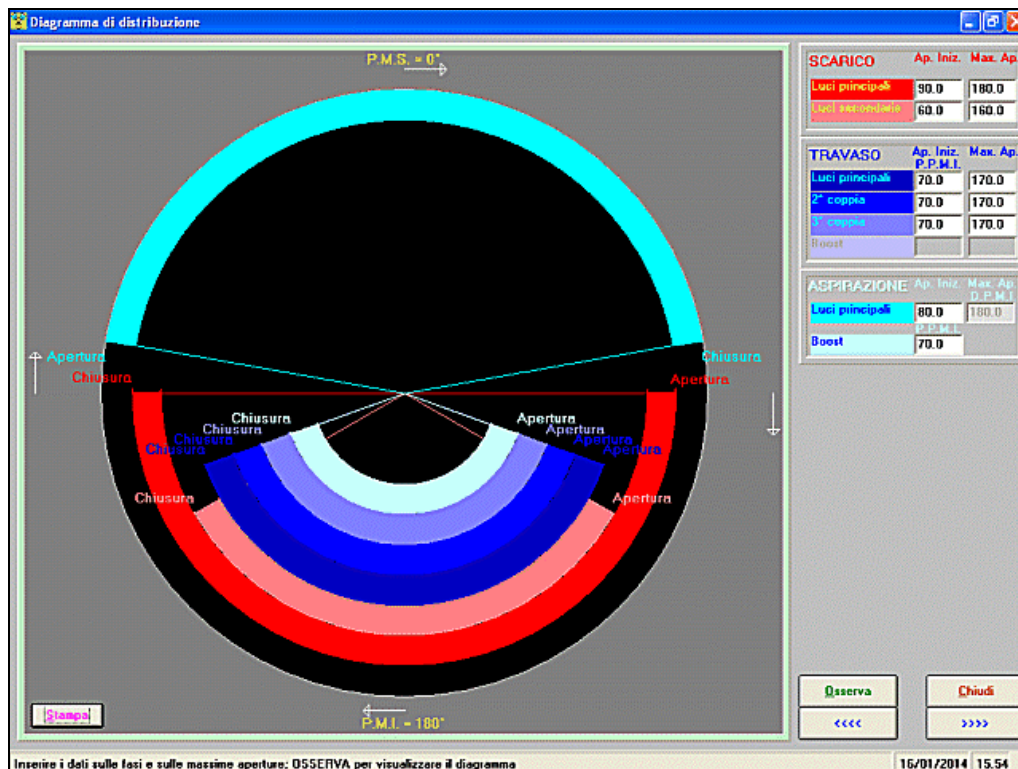 Diagramma di distribuzione
P.M.S. = 0°
Apertura
Chiusura
Chiusura
Apertura
Chiusura
Apertura
Chiusura
Apertura
Chiusura
Apertura
Chiusura
Apertura
Chiusura
Apertura
P.M.I. = 180°
Stampa
SCARICO Ap. Iniz. Max. Ap.
Luci principali 90.0 180.0
Luci secondarie 60.0 160.0
TRAVASO Ap. Iniz. Max. Ap.
P.P.M.I.
Luci principali 70.0 170.0
2° coppia 70.0 170.0
3° coppia 70.0 170.0
Boost
ASPIRAZIONE Ap. Iniz. Max. Ap.
D.P.M.I.
Luci principali 80.0 180.0
P.P.M.I.
Boost 70.0
Osserva Chiudi
<<<< >>>>
Inserire i dati sulle fasi e sulle massime aperture; OSSERVA per visualizzare il diagramma 16/01/2014 15.54